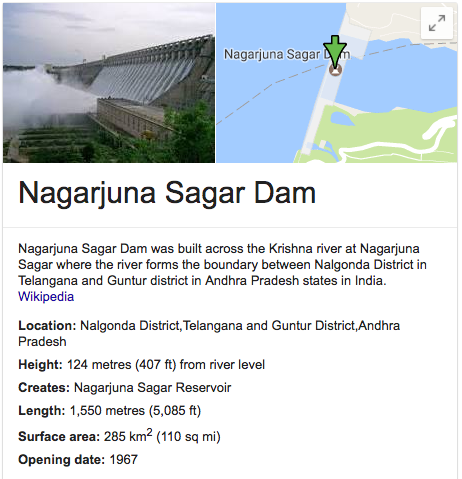 Nagarjuna Sagar Dam
Nagarjuna Sagar Dam
Nagarjuna Sagar Dam was built across the Krishna river at Nagarjuna
Sagar where the river forms the boundary between Nalgonda District in
Telangana and Guntur district in Andhra Pradesh states in India.
Wikipedia
Location: Nalgonda District,Telangana and Guntur District,Andhra
Pradesh
Height: 124 metres (407 ft) from river level
Creates: Nagarjuna Sagar Reservoir
Length: 1,550 metres (5,085 ft)
Surface area: 285 km² (110 sq mi)
Opening date: 1967